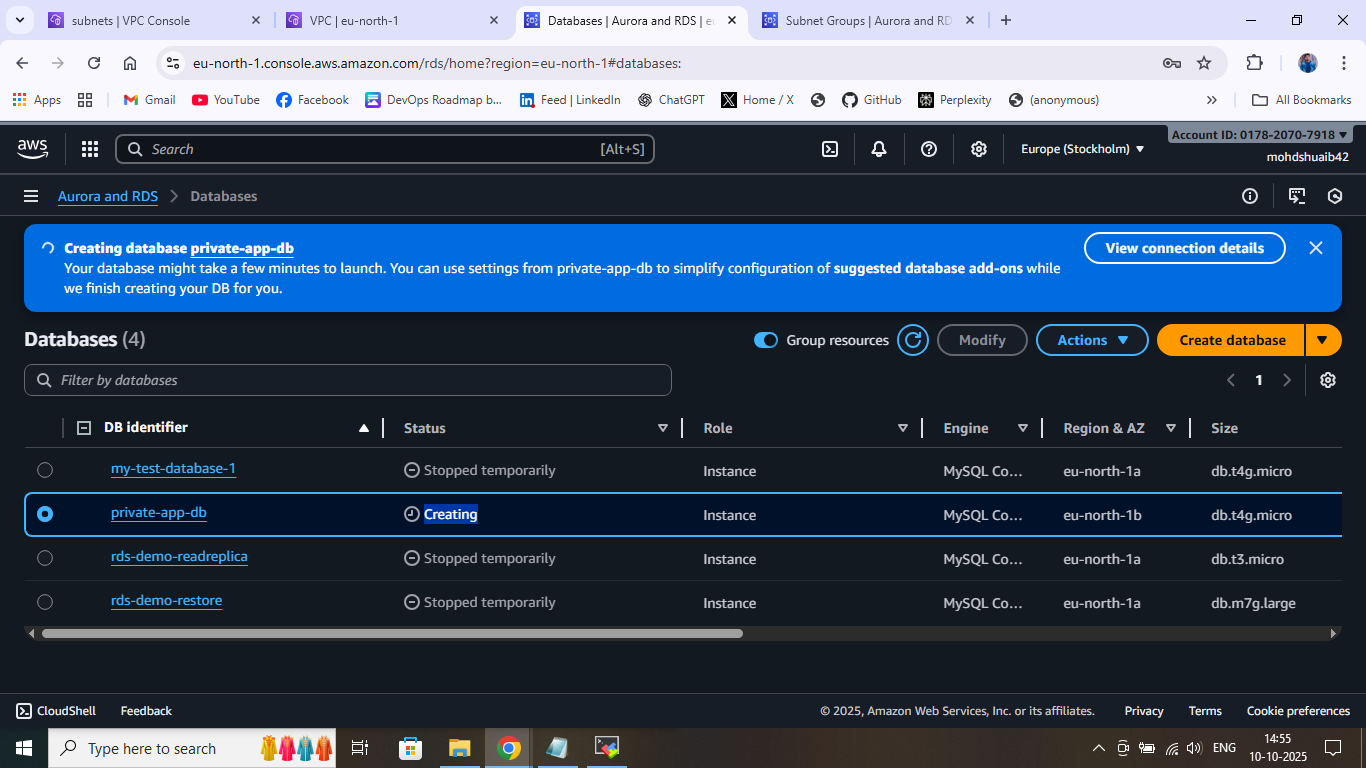 subnets | VPC Console
VPC | eu-north-1
Databases | Aurora and RDS | eu
Subnet Groups | Aurora and RD
eu-north-1.console.aws.amazon.com/rds/home?region=eu-north-1#databases:
Apps
Gmail
YouTube
Facebook
DevOps Roadmap b...
Feed | LinkedIn
ChatGPT
Home / X
GitHub
Perplexity
(anonymous)
All Bookmarks
aws
Search
[Alt+S]
Europe (Stockholm)
Account ID: 0178-2070-7918
mohdshuaib42
Aurora and RDS
Databases
Creating database private-app-db
Your database might take a few minutes to launch. You can use settings from private-app-db to simplify configuration of suggested database add-ons while
we finish creating your DB for you.
View connection details
Databases (4)
Group resources
Modify
Actions
Create database
Filter by databases
1
DB identifier Status Role Engine Region & AZ Size
my-test-database-1 Stopped temporarily Instance MySQL Co... eu-north-1a db.t4g.micro
private-app-db Creating Instance MySQL Co... eu-north-1b db.t4g.micro
rds-demo-readreplica Stopped temporarily Instance MySQL Co... eu-north-1a db.t3.micro
rds-demo-restore Stopped temporarily Instance MySQL Co... eu-north-1a db.m7g.large
CloudShell
Feedback
© 2025, Amazon Web Services, Inc. or its affiliates.
Privacy
Terms
Cookie preferences
Type here to search
ENG
14:55
10-10-2025